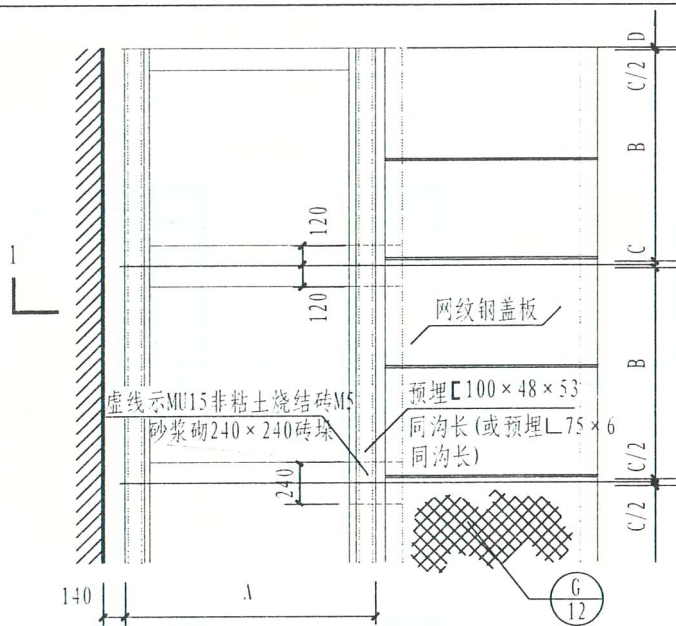 D
C/2
B
120
C
1
120
网纹钢盖板
B
虚线示MU15非粘土烧结砖M5
砂浆砌240×240砖垛
预埋[100×48×53
同沟长(或预埋∟75×6
同沟长)
C/2
240
C/2
140
A
G
12